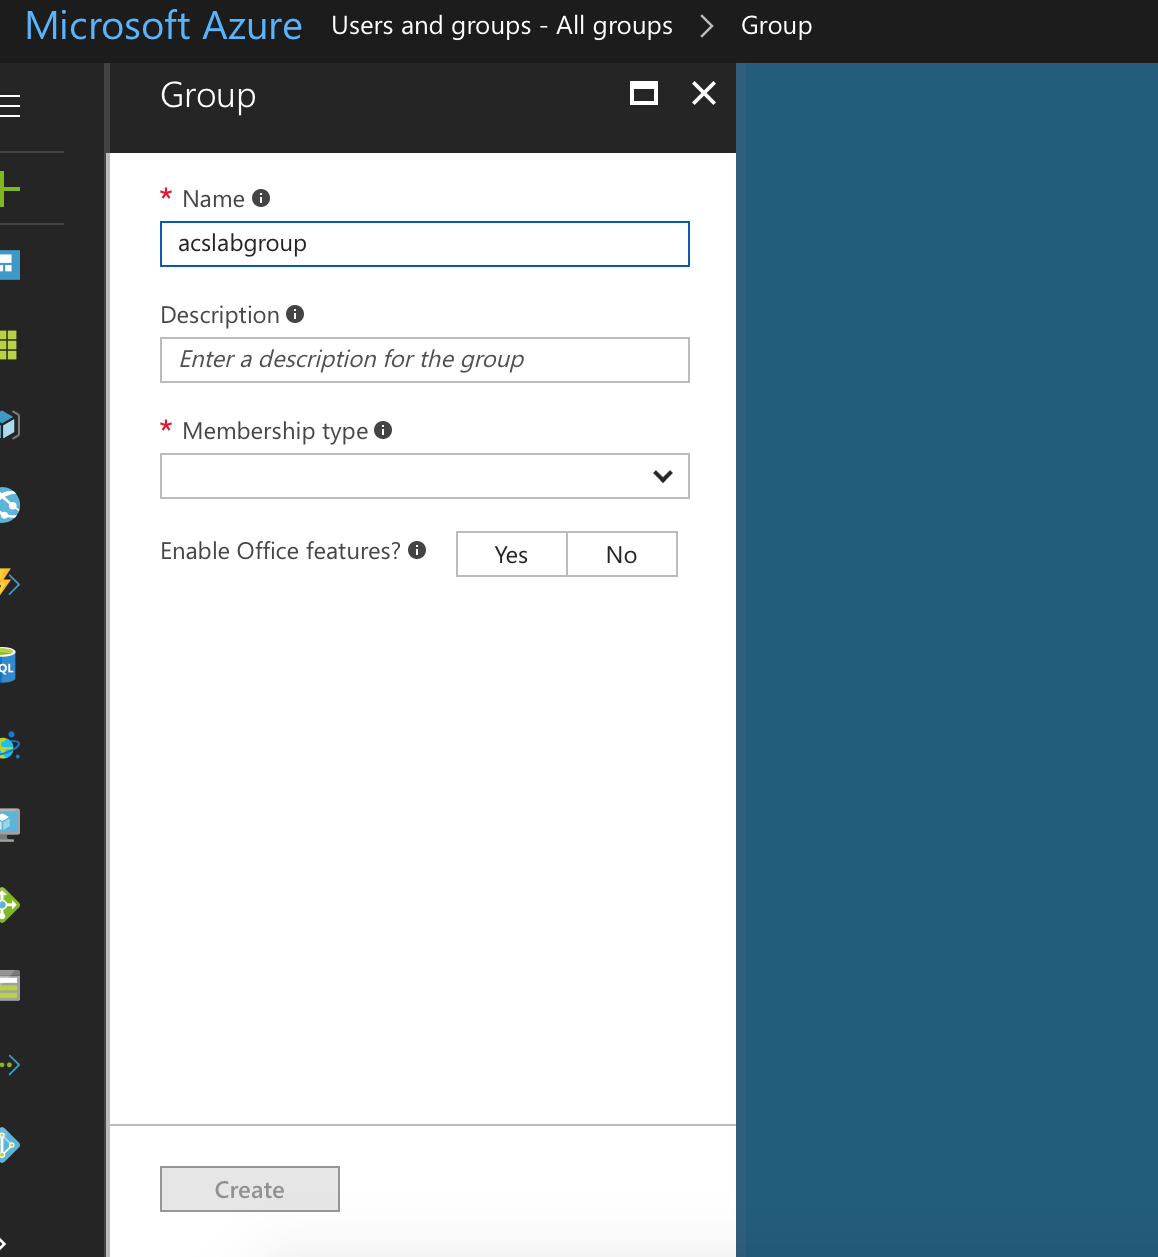 Microsoft Azure Users and groups - All groups > Group
Group
* Name
acslabgroup
Description
Enter a description for the group
* Membership type
Enable Office features? Yes No
QL
Create